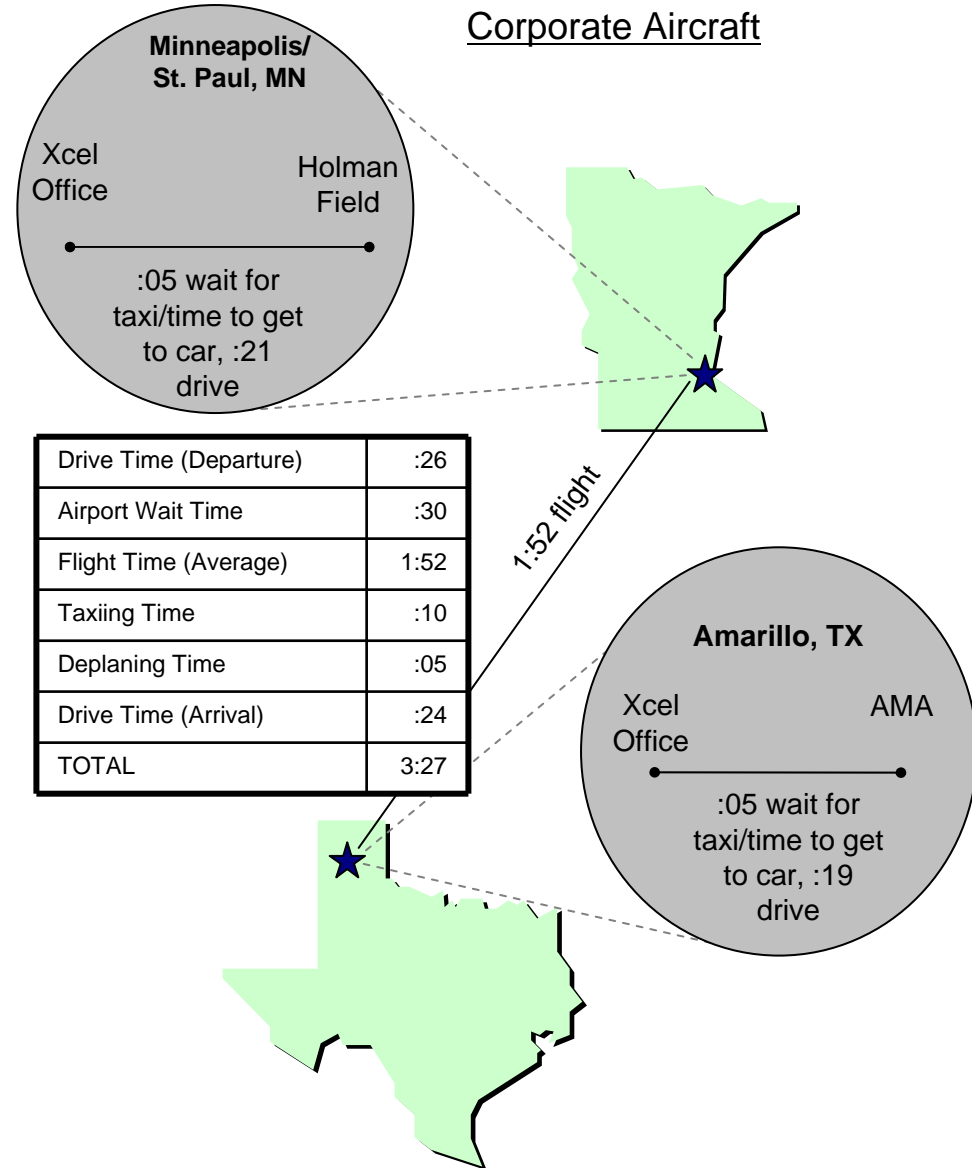 Corporate Aircraft
Minneapolis/
St. Paul, MN
Xcel
Office
Holman
Field
:05 wait for
taxi/time to get
to car, :21
drive
1:52 flight
Drive Time (Departure) :26
Airport Wait Time :30
Flight Time (Average) 1:52
Taxiing Time :10
Deplaning Time :05
Drive Time (Arrival) :24
TOTAL 3:27
Amarillo, TX
Xcel
Office
AMA
:05 wait for
taxi/time to get
to car, :19
drive